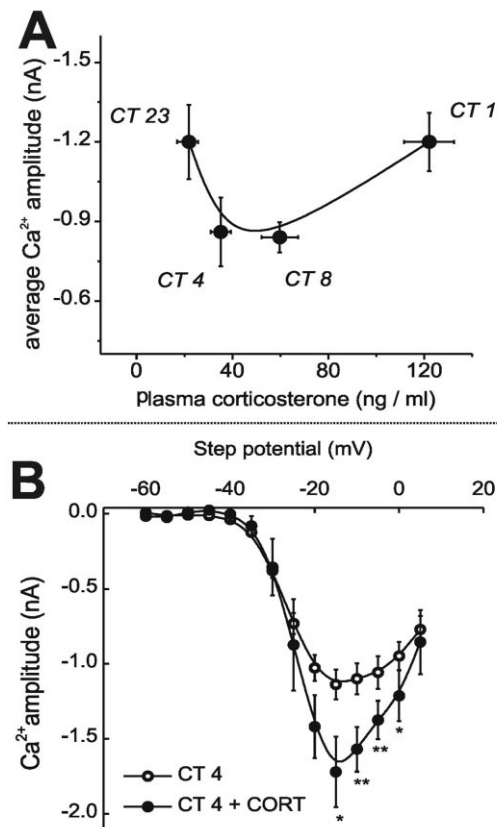 A
average Ca²⁺ amplitude (nA)
-1.5
-1.2
-0.9
-0.6
CT 23
CT 1
CT 4
CT 8
0
40
80
120
plasma corticosterone (ng / ml)
Step potential (mV)
B
-60
-40
-20
0
20
Ca²⁺amplitude (nA)
0.0
-0.5
-1.0
-1.5
-2.0
*
**
**
*
CT 4
CT 4 + CORT